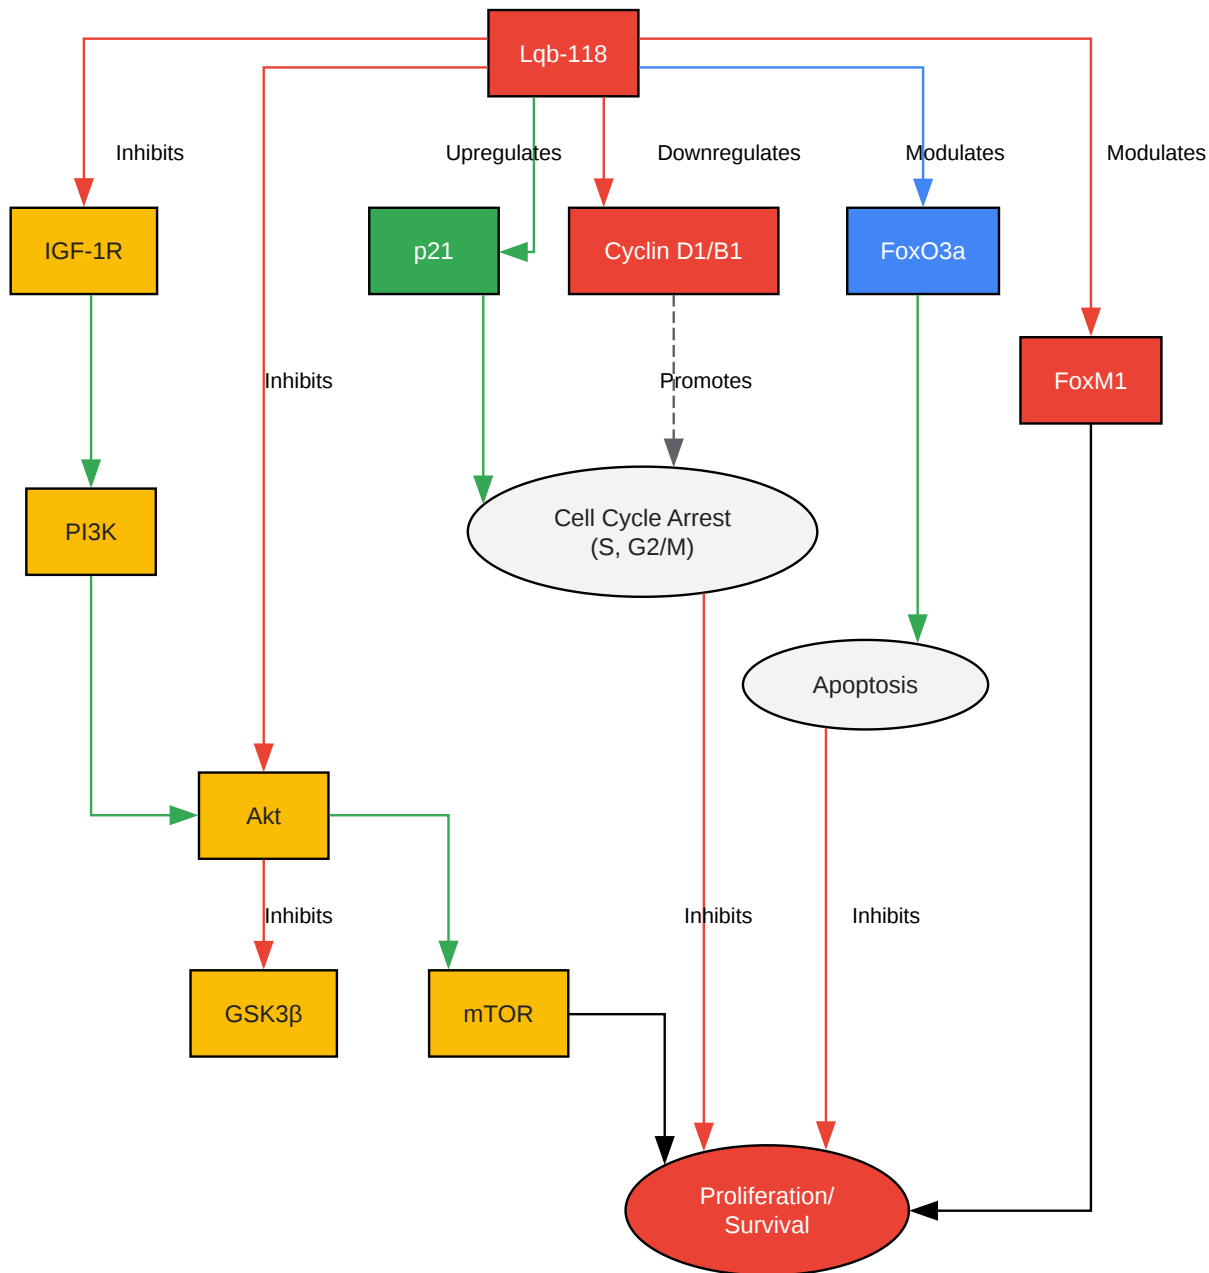 Lqb-118
Inhibits
Upregulates
Downregulates
Modulates
Modulates
IGF-1R
p21
Cyclin D1/B1
FoxO3a
Inhibits
Promotes
FoxM1
PI3K
Cell Cycle Arrest
(S, G2/M)
Apoptosis
Akt
Inhibits
Inhibits
Inhibits
GSK3β
mTOR
Proliferation/
Survival